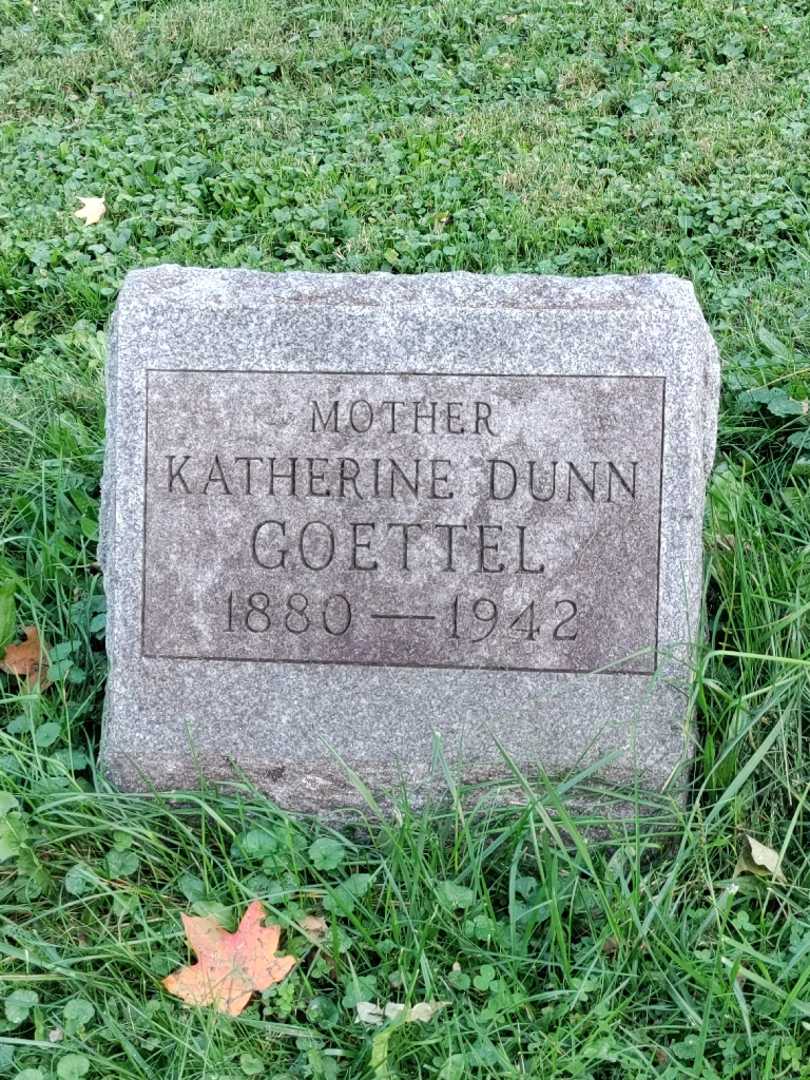 MOTHER
KATHERINE DUNN
GOETTEL
1880 — 1942